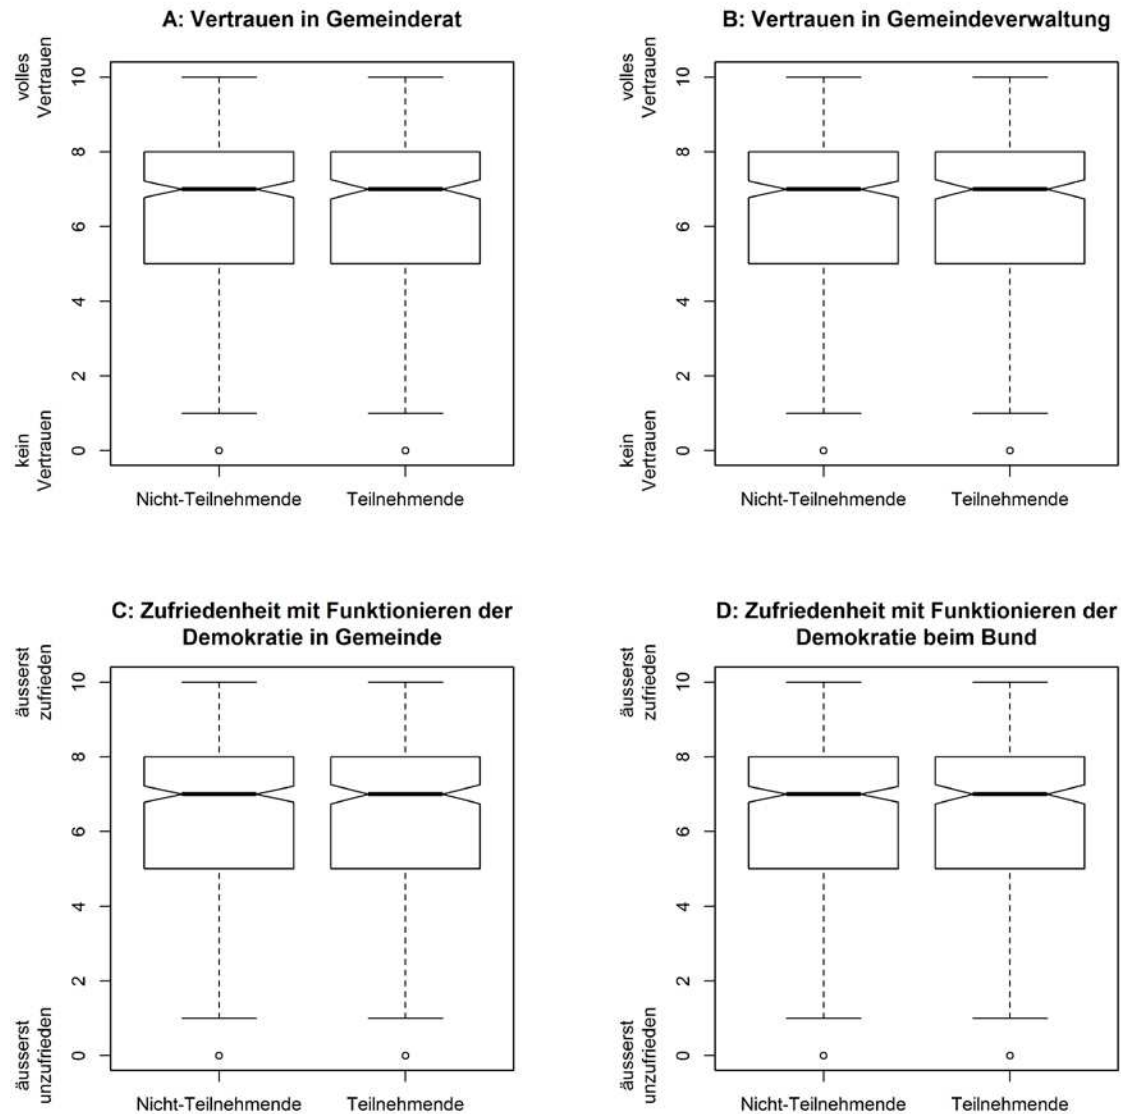 A: Vertrauen in Gemeinderat
volles
Vertrauen
10
8
6
4
2
0
kein
Vertrauen
Nicht-Teilnehmende
Teilnehmende
B: Vertrauen in Gemeindeverwaltung
volles
Vertrauen
10
8
6
4
2
0
kein
Vertrauen
Nicht-Teilnehmende
Teilnehmende
C: Zufriedenheit mit Funktionieren der
Demokratie in Gemeinde
äusserst
zufrieden
10
8
6
4
2
0
äusserst
unzufrieden
Nicht-Teilnehmende
Teilnehmende
D: Zufriedenheit mit Funktionieren der
Demokratie beim Bund
äusserst
zufrieden
10
8
6
4
2
0
äusserst
unzufrieden
Nicht-Teilnehmende
Teilnehmende